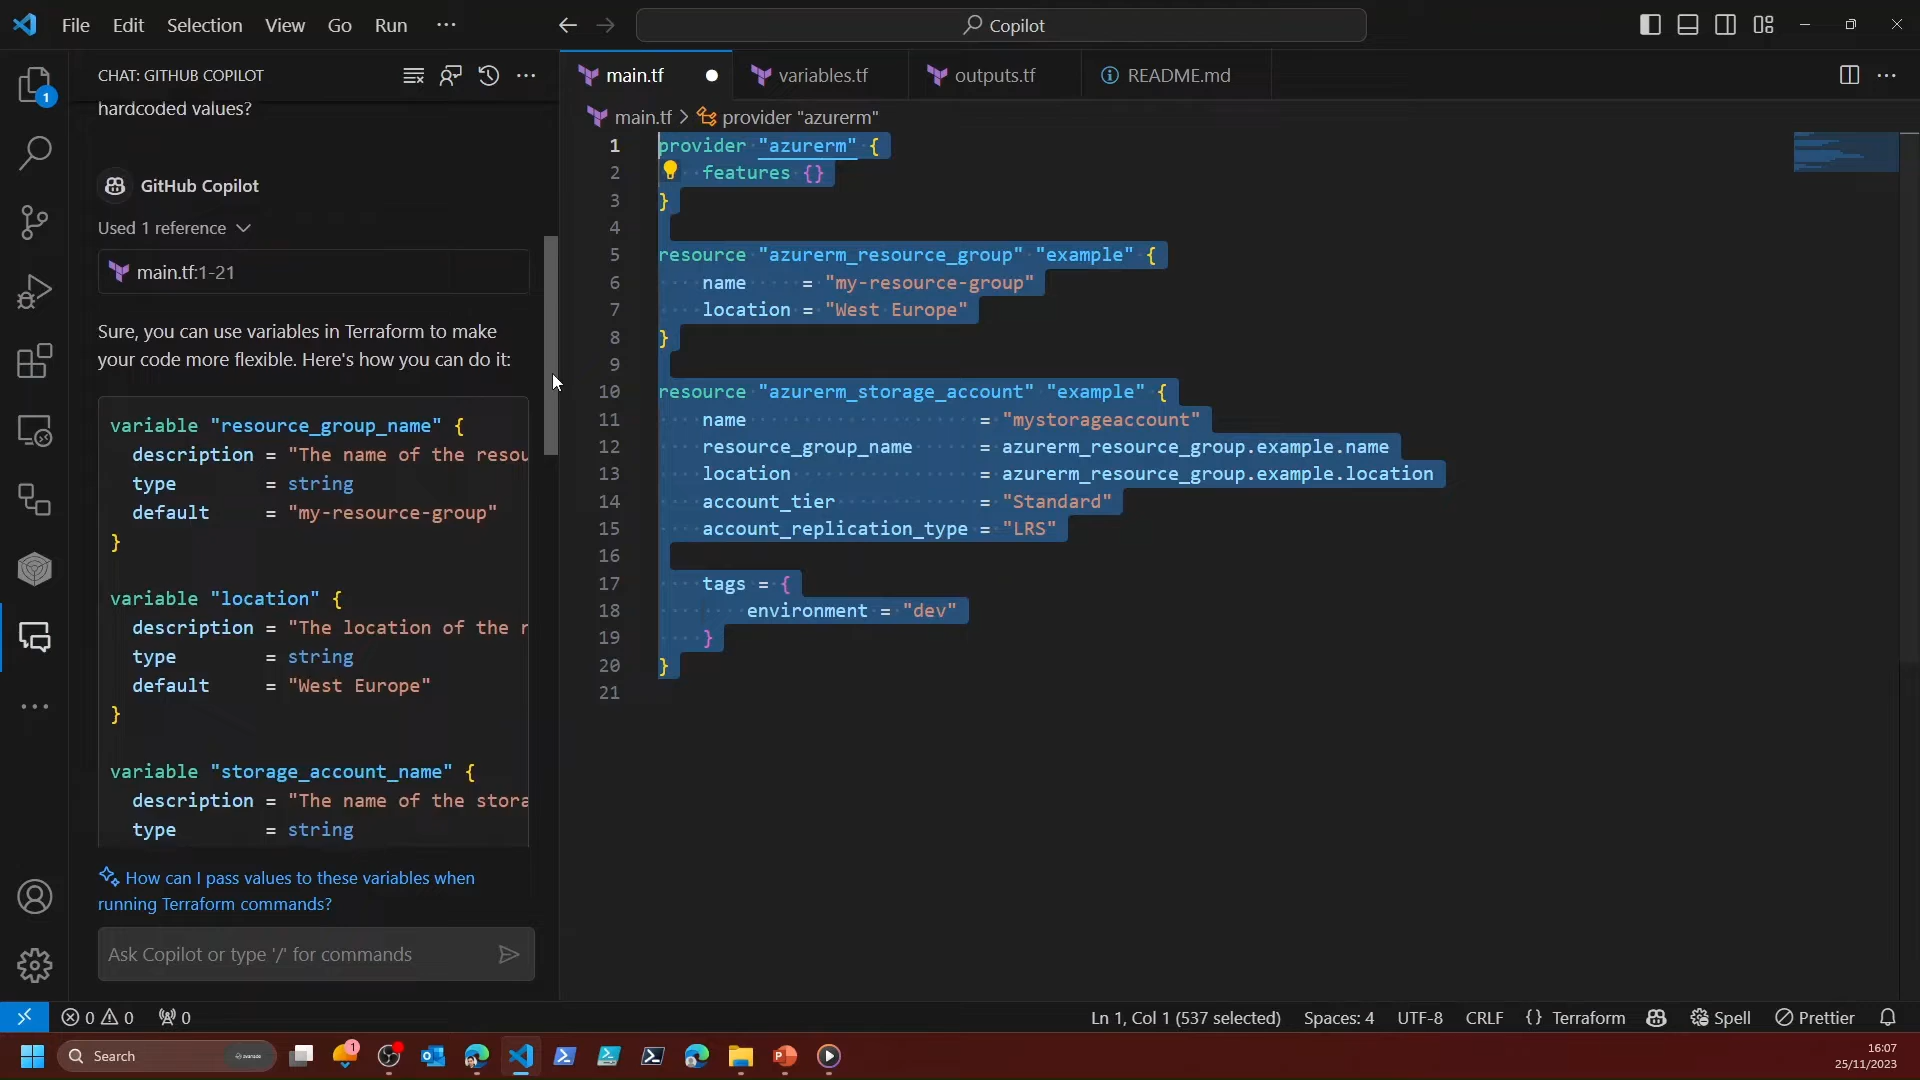 File Edit Selection View Go Run ···
Copilot
CHAT: GITHUB COPILOT
hardcoded values?
GitHub Copilot
Used 1 reference
main.tf:1-21
Sure, you can use variables in Terraform to make
your code more flexible. Here's how you can do it:
variable "resource_group_name" {
description = "The name of the resou
type = string
default = "my-resource-group"
}
variable "location" {
description = "The location of the r
type = string
default = "West Europe"
}
variable "storage_account_name" {
description = "The name of the stora
type = string
How can I pass values to these variables when
running Terraform commands?
Ask Copilot or type '/' for commands
main.tf variables.tf outputs.tf README.md
main.tf > provider "azurerm"
1 provider "azurerm" {
2 features {}
3 }
4
5 resource "azurerm_resource_group" "example" {
6 name = "my-resource-group"
7 location = "West Europe"
8 }
9
10 resource "azurerm_storage_account" "example" {
11 name = "mystorageaccount"
12 resource_group_name = azurerm_resource_group.example.name
13 location = azurerm_resource_group.example.location
14 account_tier = "Standard"
15 account_replication_type = "LRS"
16
17 tags = {
18 environment = "dev"
19 }
20 }
21
1
0 0 0
Ln 1, Col 1 (537 selected) Spaces: 4 UTF-8 CRLF {} Terraform Spell Prettier
Search
1
16:07
25/11/2023